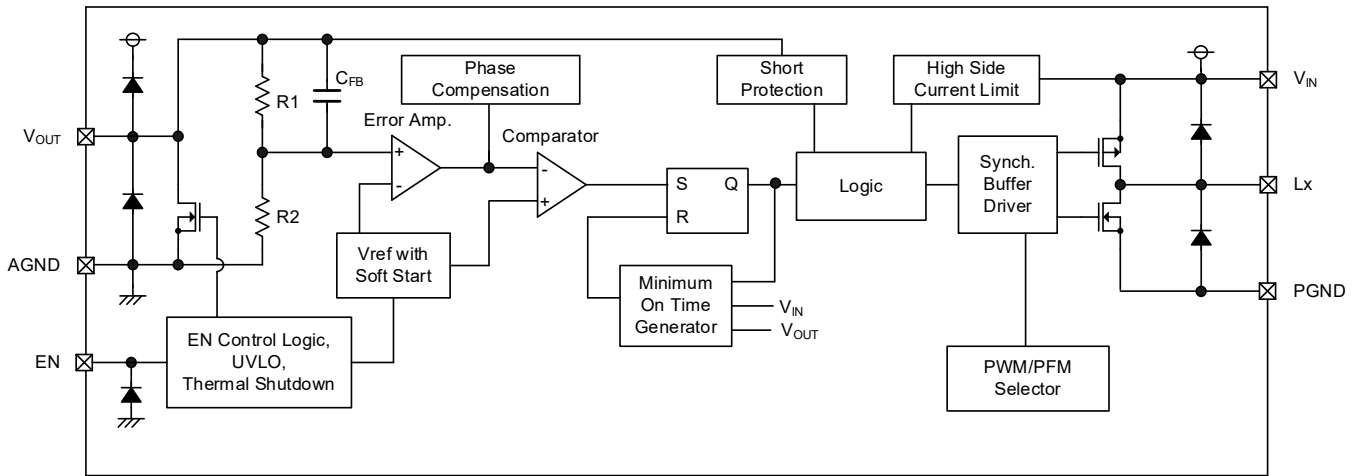 Phase
Compensation
Short
Protection
High Side
Current Limit
CFB
R1
VIN
Error Amp.
Comparator
VOUT
+
-
-
+
S
Q
R
Logic
Synch.
Buffer
Driver
Lx
R2
AGND
Vref with
Soft Start
Minimum
On Time
Generator
VIN
VOUT
PGND
EN
EN Control Logic,
UVLO,
Thermal Shutdown
PWM/PFM
Selector